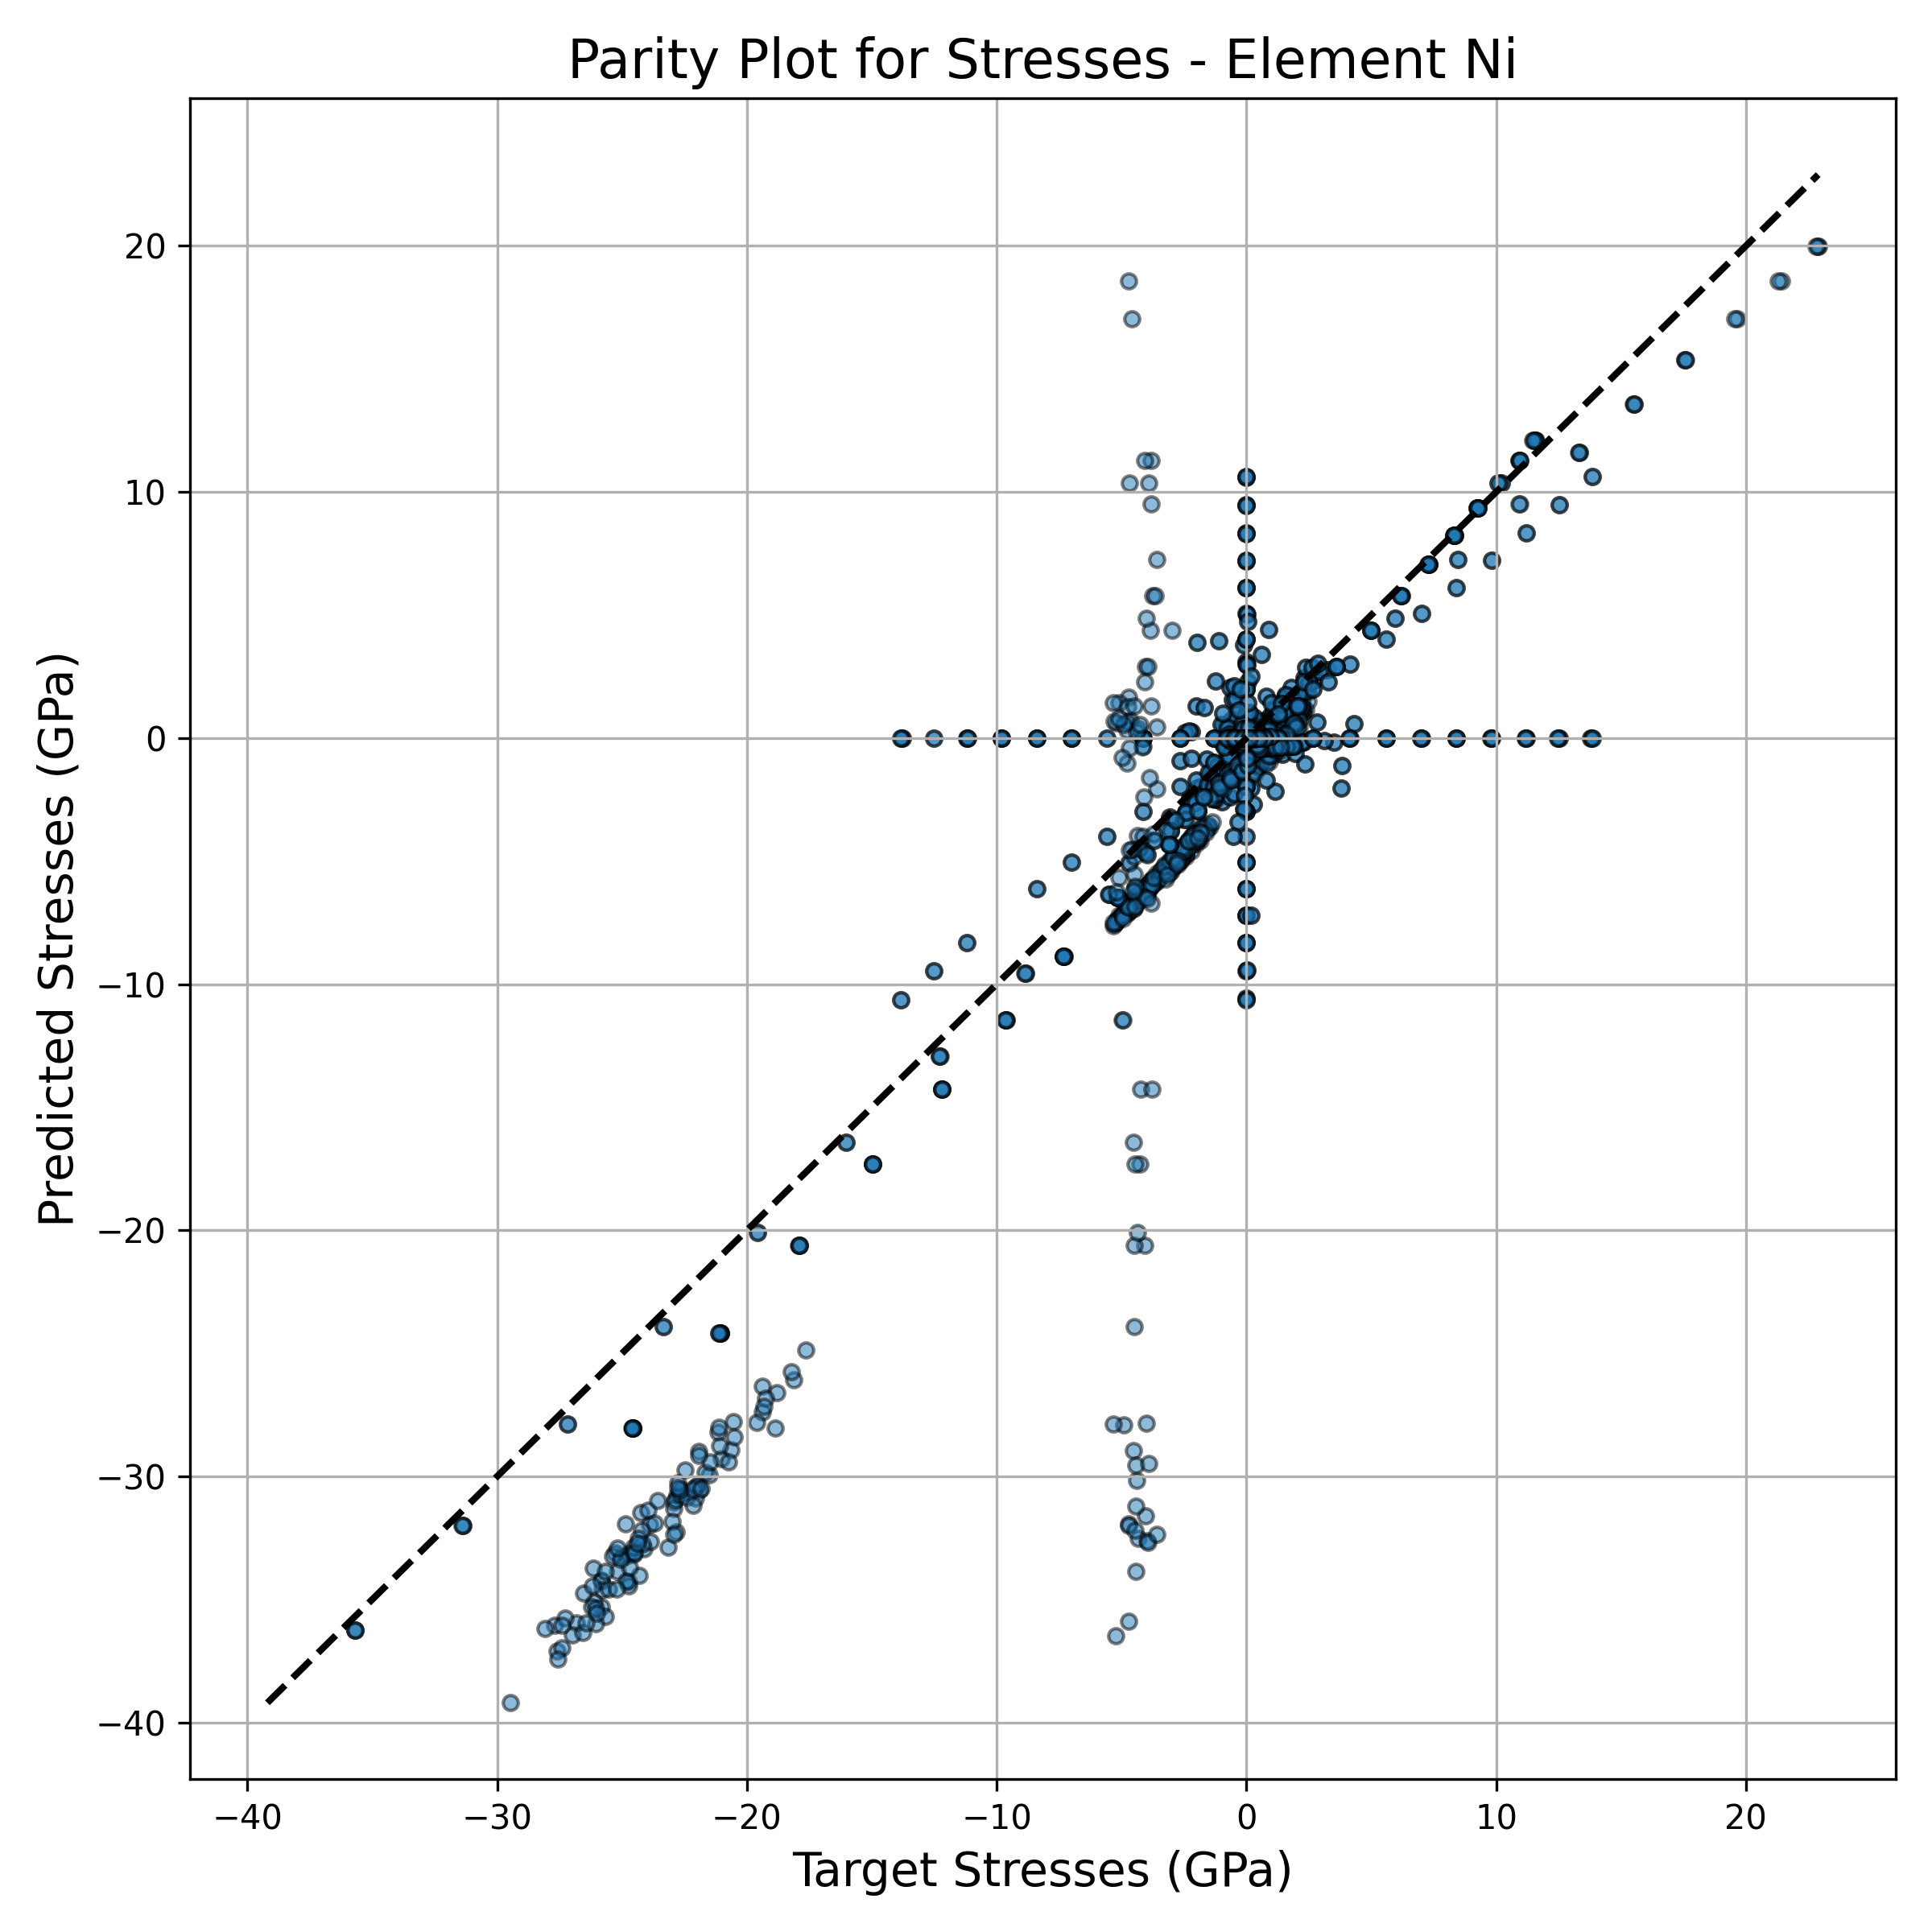 Parity Plot for Stresses - Element Ni
Predicted Stresses (GPa)
20
10
0
−10
−20
−30
−40
−40 −30 −20 −10 0 10 20
Target Stresses (GPa)